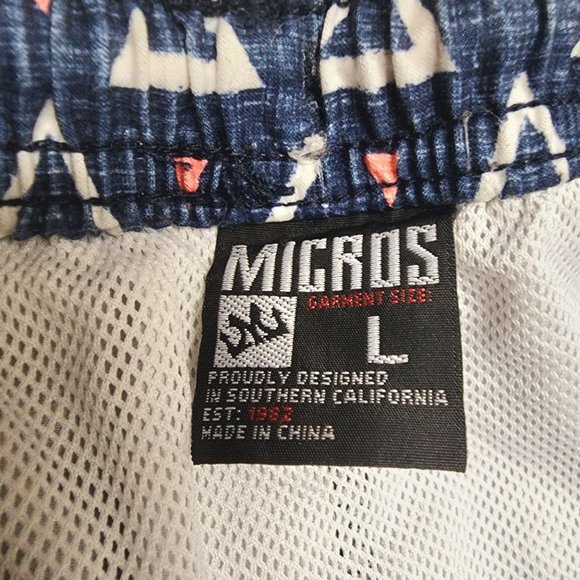 MICROS
GARMENT SIZE:
L
PROUDLY DESIGNED
IN SOUTHERN CALIFORNIA
EST: 1982
MADE IN CHINA